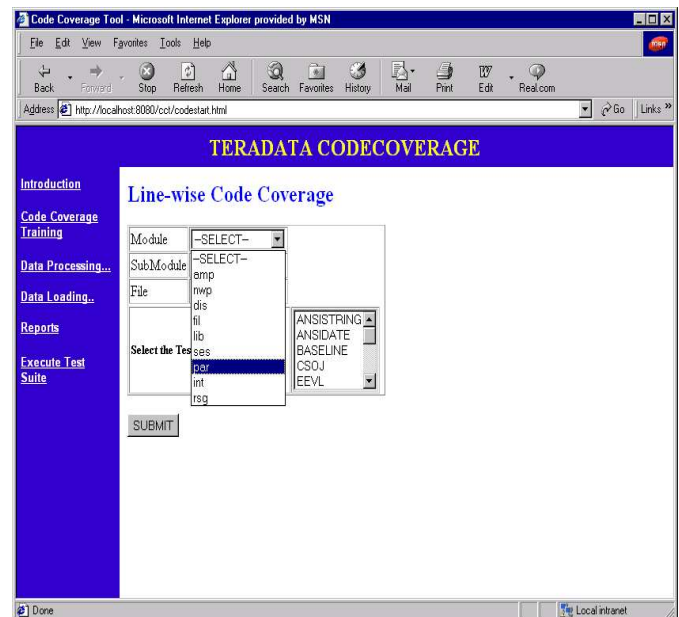 Code Coverage Tool - Microsoft Internet Explorer provided by MSN
File Edit View Favorites Tools Help
msn
Back Forward Stop Refresh Home Search Favorites History Mail Print Edit Real.com
Address http://localhost:8080/cct/codestart.html Go Links »
TERADATA CODECOVERAGE
Introduction
Code Coverage
Training
Data Processing...
Data Loading..
Reports
Execute Test
Suite
Line-wise Code Coverage
Module --SELECT--
SubModule
File
Select the Tes
--SELECT--
amp
nwp
dis
fil
lib
ses
par
int
rsg
ANSISTRING
ANSIDATE
BASELINE
CSOJ
EEVL
SUBMIT
Done Local intranet